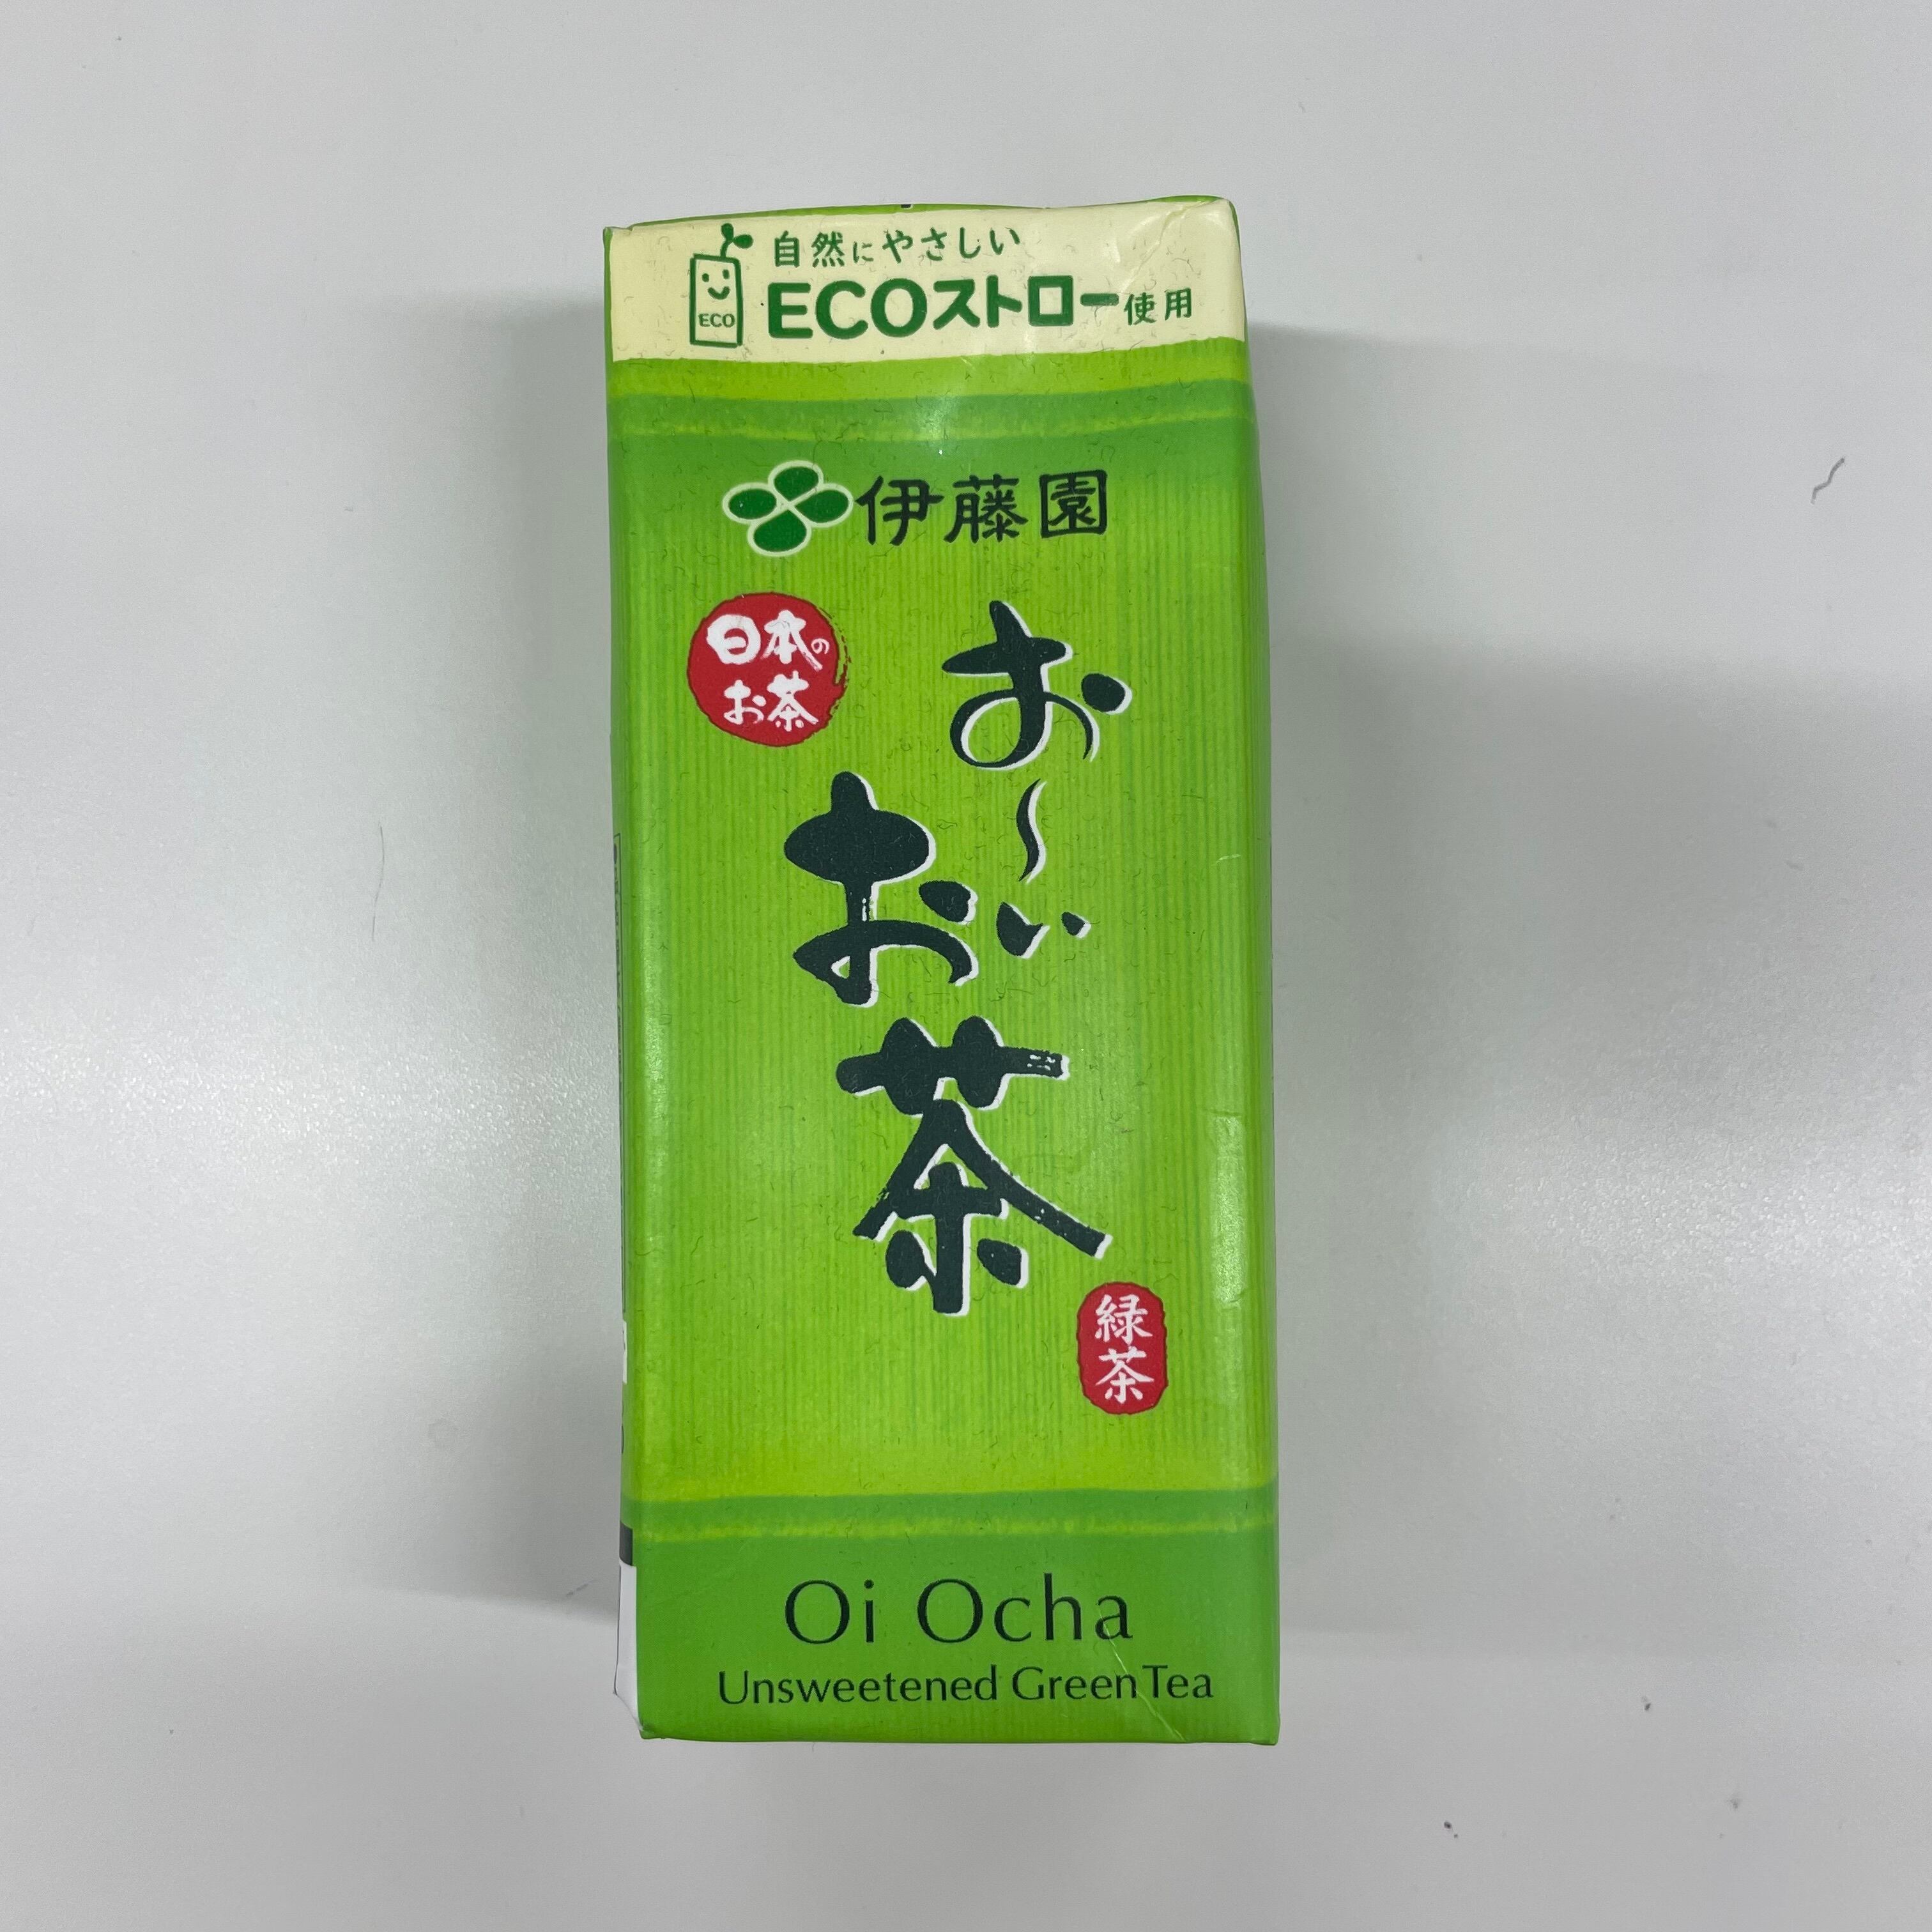 自然にやさしい
ECO
ECOストロー使用
伊藤園
日本の
お茶
お〜い
お茶
緑茶
Oi Ocha
Unsweetened Green Tea